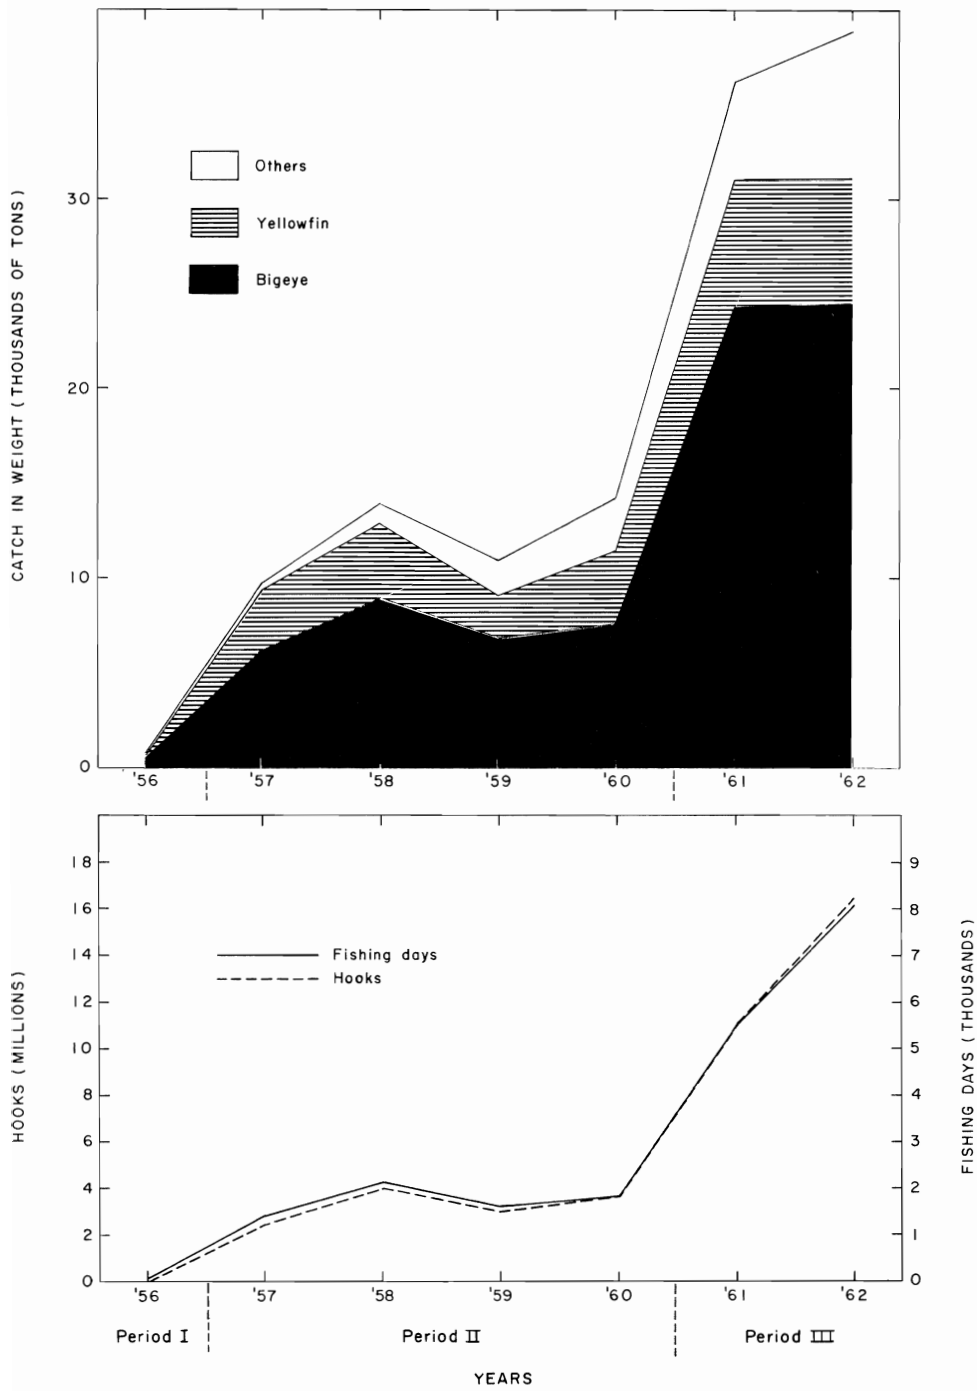 CATCH IN WEIGHT (THOUSANDS OF TONS)
Others
30
Yellowfin
Bigeye
20
10
0
'56 '57 '58 '59 '60 '61 '62
18 9
16 8
14 Fishing days 7
Hooks
12 6
10 5
8 4
6 3
4 2
2 1
0 0
HOOKS (MILLIONS)
FISHING DAYS (THOUSANDS)
'56 '57 '58 '59 '60 '61 '62
Period I Period II Period III
YEARS